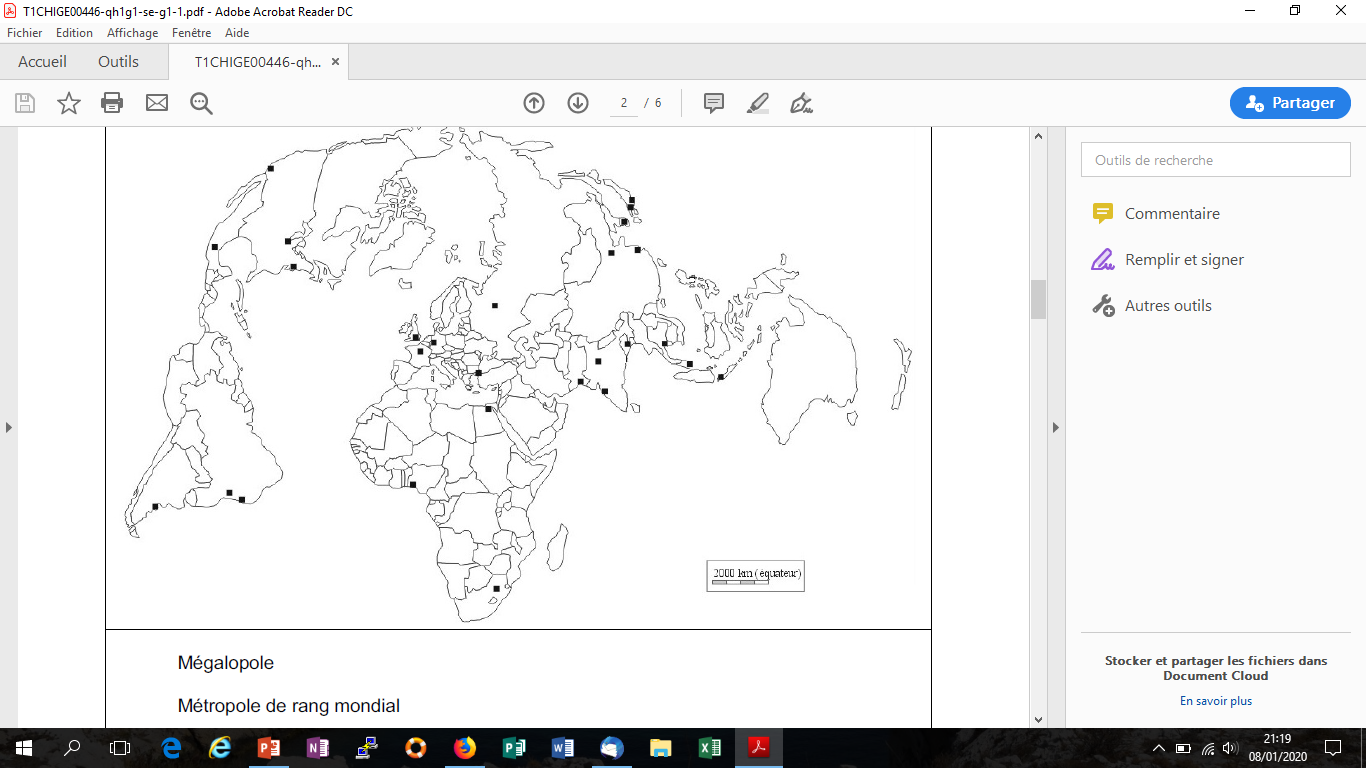 T1CHIGE00446-qh1g1-se-g1-1.pdf - Adobe Acrobat Reader DC
Fichier Edition Affichage Fenêtre Aide
Accueil Outils T1CHIGE00446-qh... ×
2 / 6
Partager
Outils de recherche
Commentaire
Remplir et signer
Autres outils
2000 km (équateur)
Mégalopole
Métropole de rang mondial
Stocker et partager les fichiers dans
Document Cloud
En savoir plus
21:19
08/01/2020